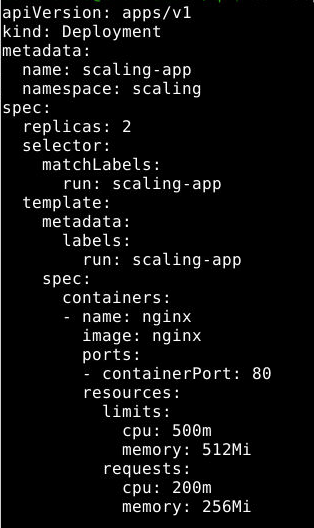 apiVersion: apps/v1
kind: Deployment
metadata:
  name: scaling-app
  namespace: scaling
spec:
  replicas: 2
  selector:
    matchLabels:
      run: scaling-app
  template:
    metadata:
      labels:
        run: scaling-app
    spec:
      containers:
      - name: nginx
        image: nginx
        ports:
        - containerPort: 80
        resources:
          limits:
            cpu: 500m
            memory: 512Mi
          requests:
            cpu: 200m
            memory: 256Mi